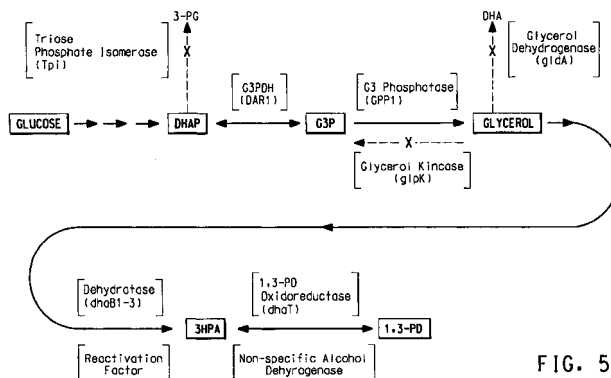 3-PG
DHA
Triose
Phosphate Isomerase
(Tpi)
X
X
Glycerol
Dehydrogenase
(gldA)
G3PDH
(DAR1)
G3 Phosphatase
(GPP1)
GLUCOSE
DHAP
G3P
GLYCEROL
X
Glycerol Kincase
(glpK)
Dehydratase
(dhaB1-3)
1,3-PD
Oxidoreductase
(dhaT)
3HPA
1,3-PD
Reactivation
Factor
Non-specific Alcohol
Dehyrogenase
FIG. 5